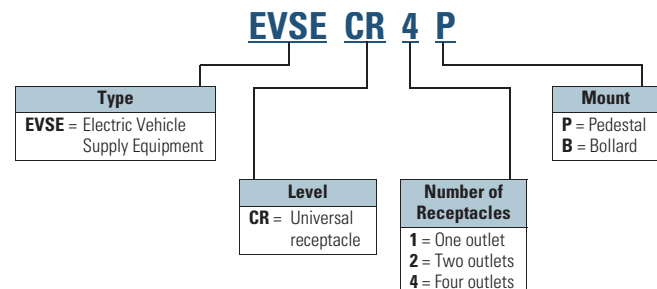 EVSE CR 4 P
Type
EVSE = Electric Vehicle
Supply Equipment
Mount
P = Pedestal
B = Bollard
Level
CR = Universal
receptacle
Number of
Receptacles
1 = One outlet
2 = Two outlets
4 = Four outlets